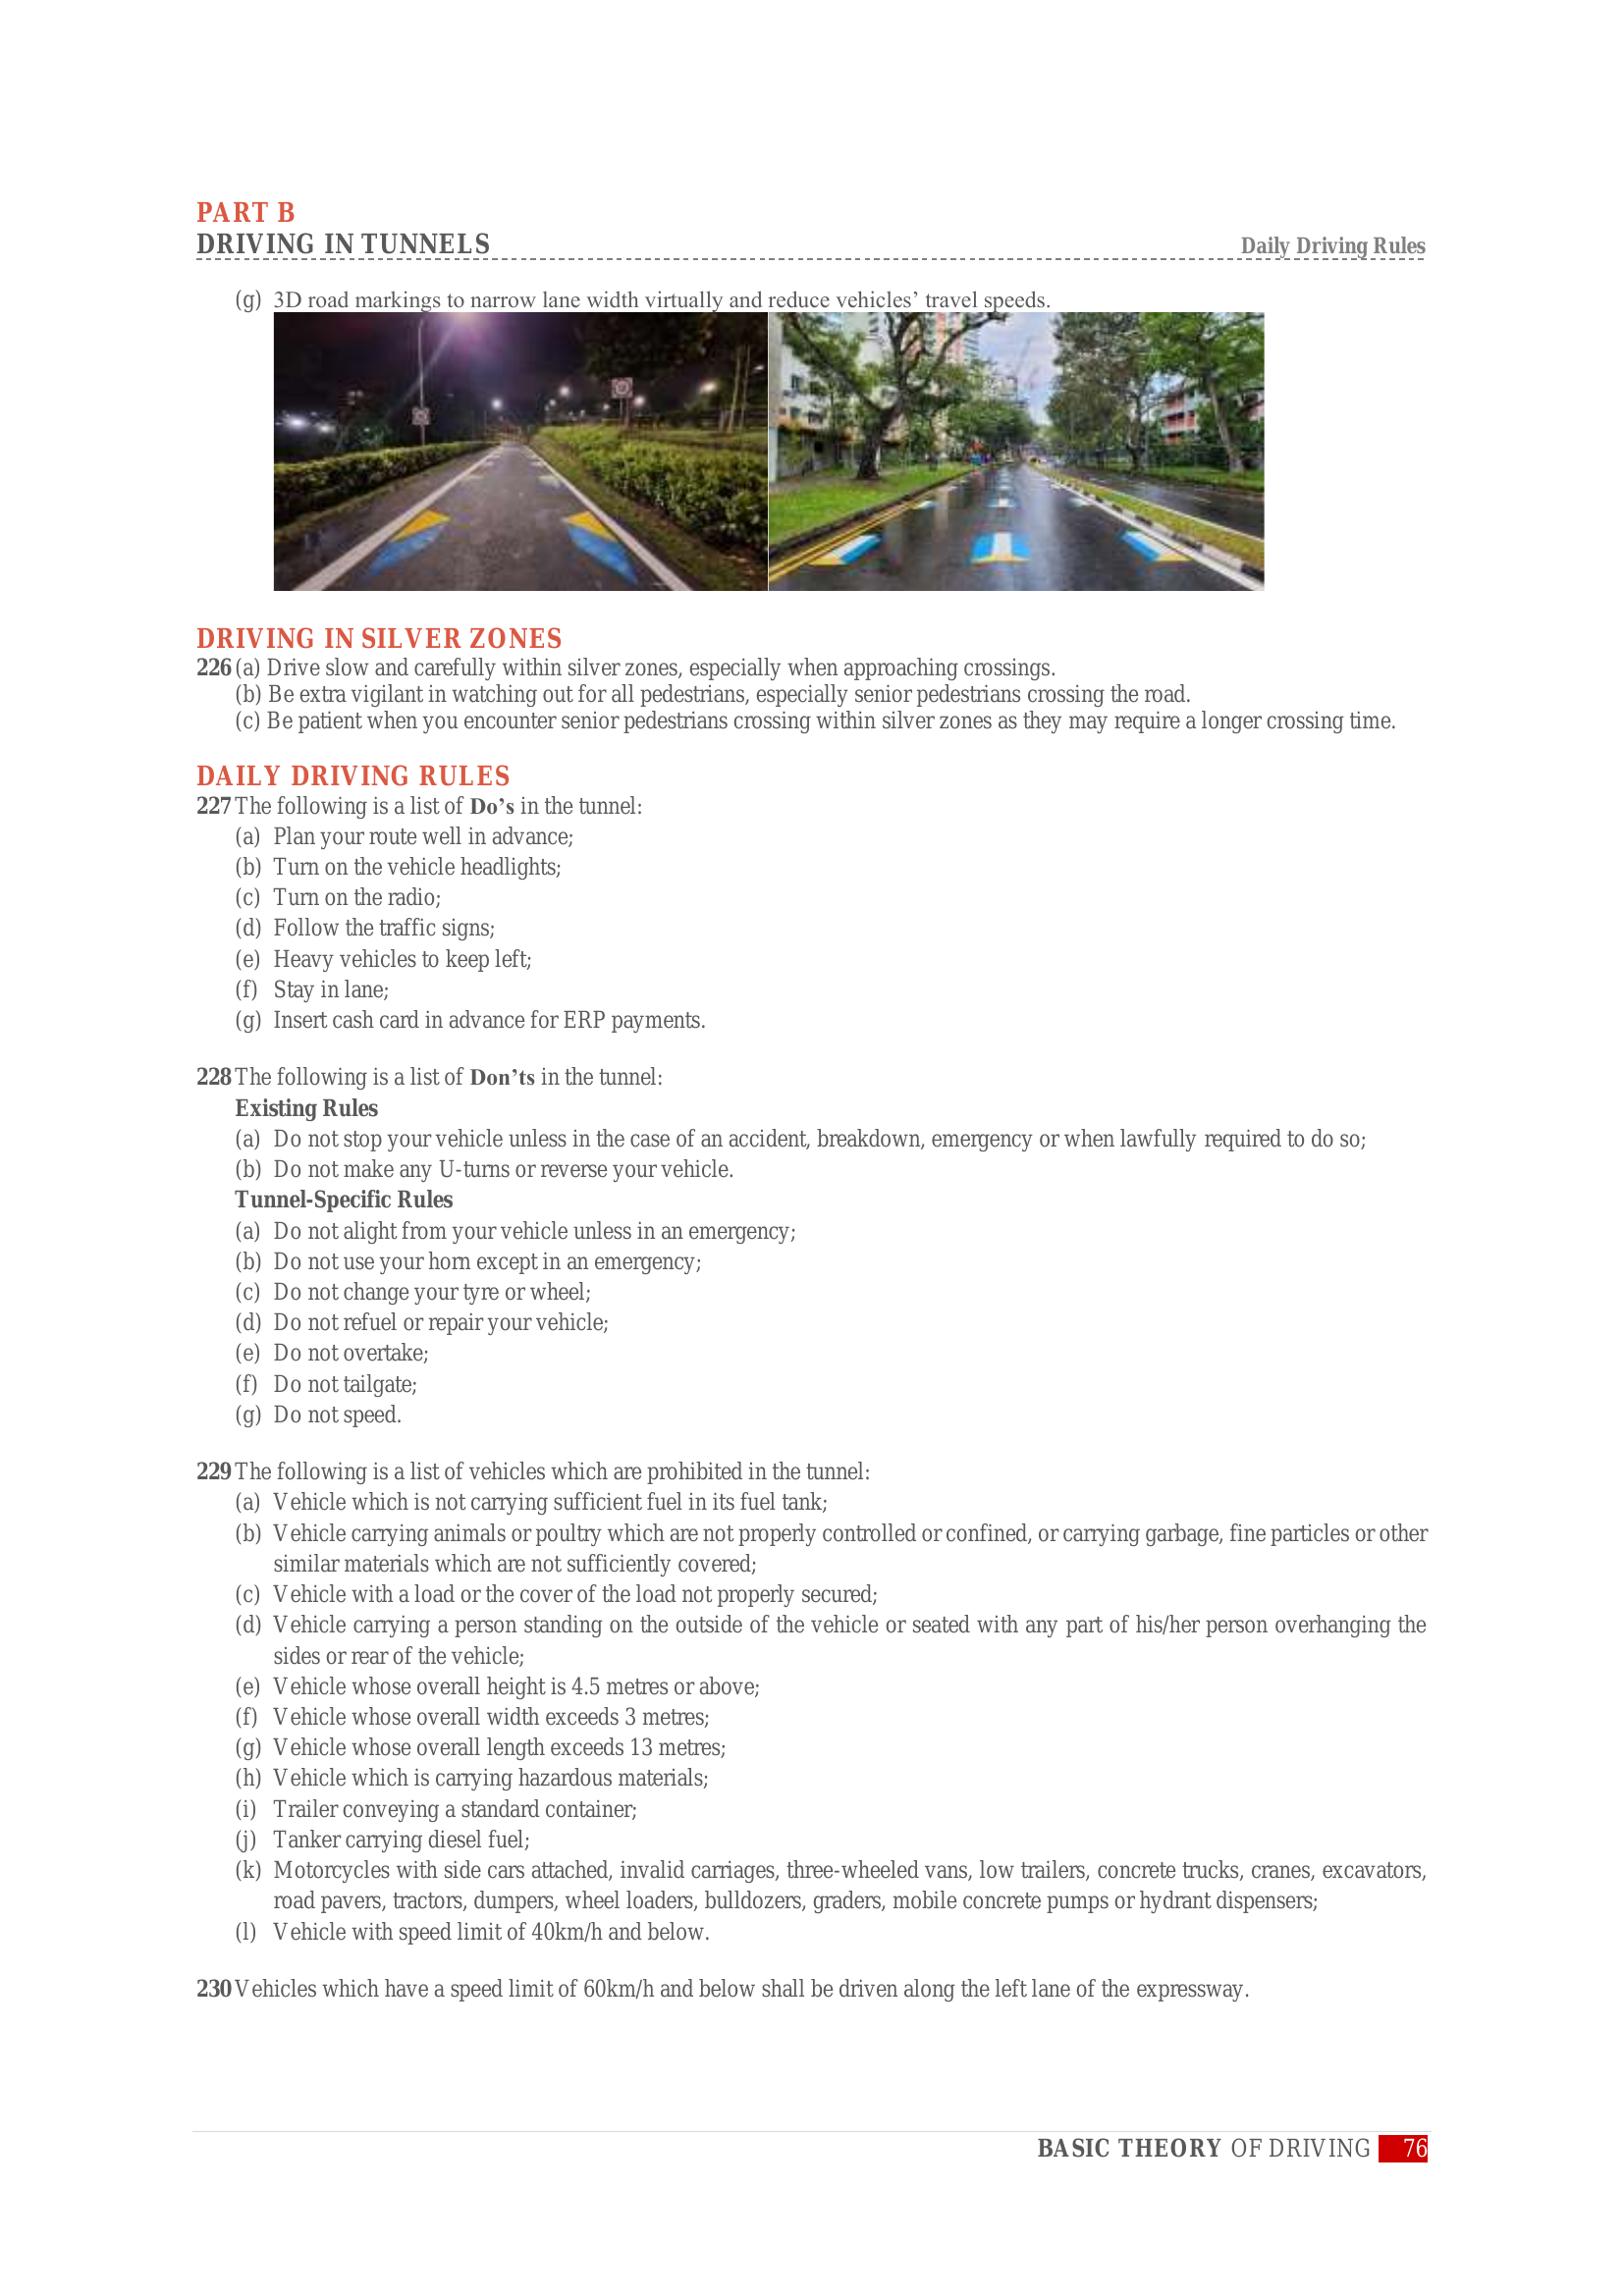 PART B
DRIVING IN TUNNELS Daily Driving Rules
(g) 3D road markings to narrow lane width virtually and reduce vehicles’ travel speeds.
DRIVING IN SILVER ZONES
226 (a) Drive slow and carefully within silver zones, especially when approaching crossings.
(b) Be extra vigilant in watching out for all pedestrians, especially senior pedestrians crossing the road.
(c) Be patient when you encounter senior pedestrians crossing within silver zones as they may require a longer crossing time.
DAILY DRIVING RULES
227 The following is a list of Do’s in the tunnel:
(a) Plan your route well in advance;
(b) Turn on the vehicle headlights;
(c) Turn on the radio;
(d) Follow the traffic signs;
(e) Heavy vehicles to keep left;
(f) Stay in lane;
(g) Insert cash card in advance for ERP payments.
228 The following is a list of Don’ts in the tunnel:
Existing Rules
(a) Do not stop your vehicle unless in the case of an accident, breakdown, emergency or when lawfully required to do so;
(b) Do not make any U-turns or reverse your vehicle.
Tunnel-Specific Rules
(a) Do not alight from your vehicle unless in an emergency;
(b) Do not use your horn except in an emergency;
(c) Do not change your tyre or wheel;
(d) Do not refuel or repair your vehicle;
(e) Do not overtake;
(f) Do not tailgate;
(g) Do not speed.
229 The following is a list of vehicles which are prohibited in the tunnel:
(a) Vehicle which is not carrying sufficient fuel in its fuel tank;
(b) Vehicle carrying animals or poultry which are not properly controlled or confined, or carrying garbage, fine particles or other
similar materials which are not sufficiently covered;
(c) Vehicle with a load or the cover of the load not properly secured;
(d) Vehicle carrying a person standing on the outside of the vehicle or seated with any part of his/her person overhanging the
sides or rear of the vehicle;
(e) Vehicle whose overall height is 4.5 metres or above;
(f) Vehicle whose overall width exceeds 3 metres;
(g) Vehicle whose overall length exceeds 13 metres;
(h) Vehicle which is carrying hazardous materials;
(i) Trailer conveying a standard container;
(j) Tanker carrying diesel fuel;
(k) Motorcycles with side cars attached, invalid carriages, three-wheeled vans, low trailers, concrete trucks, cranes, excavators,
road pavers, tractors, dumpers, wheel loaders, bulldozers, graders, mobile concrete pumps or hydrant dispensers;
(l) Vehicle with speed limit of 40km/h and below.
230 Vehicles which have a speed limit of 60km/h and below shall be driven along the left lane of the expressway.
BASIC THEORY OF DRIVING 76